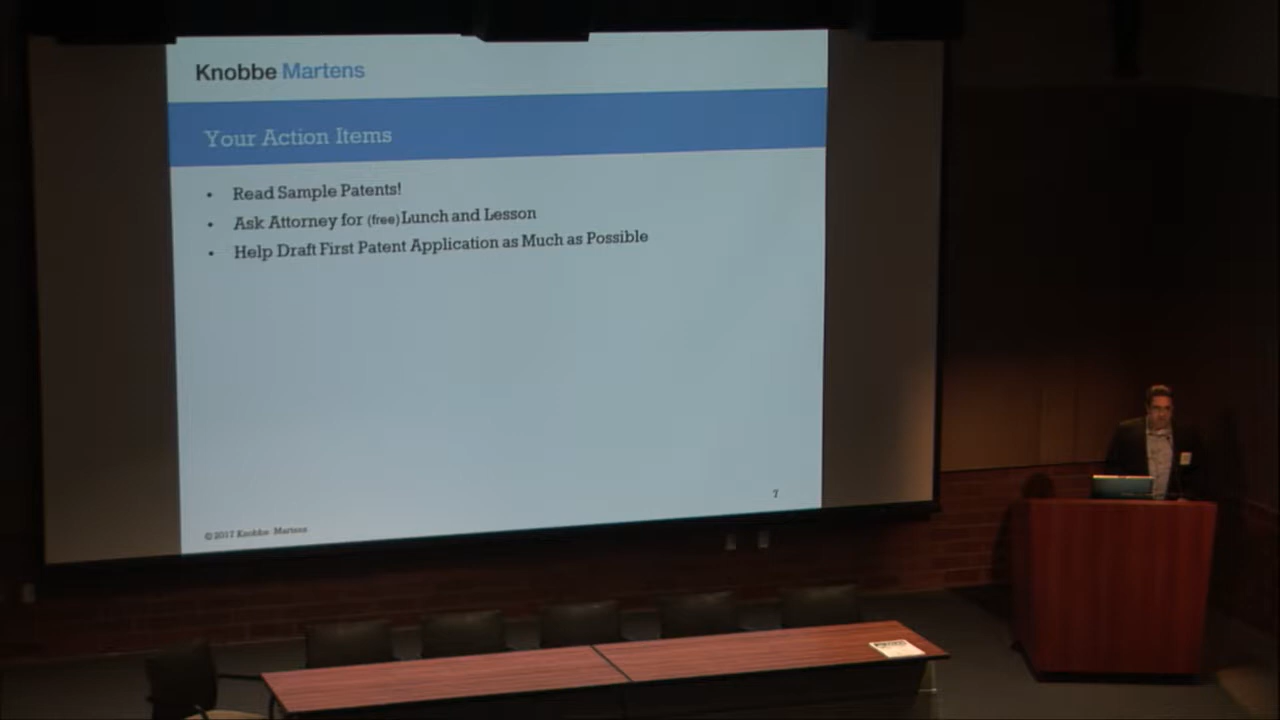 Knobbe Martens
Your Action Items
• Read Sample Patents!
• Ask Attorney for (free) Lunch and Lesson
• Help Draft First Patent Application as Much as Possible
7
© 2017 Knobbe Martens